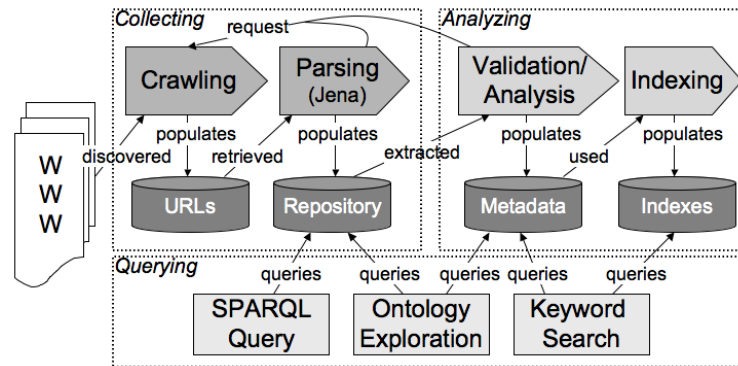 Collecting
Analyzing
request
Crawling
Parsing
(Jena)
Validation/
Analysis
Indexing
populates
populates
populates
populates
W
W
W
discovered
retrieved
extracted
used
URLs
Repository
Metadata
Indexes
Querying
queries
queries
queries
queries
queries
SPARQL
Query
Ontology
Exploration
Keyword
Search